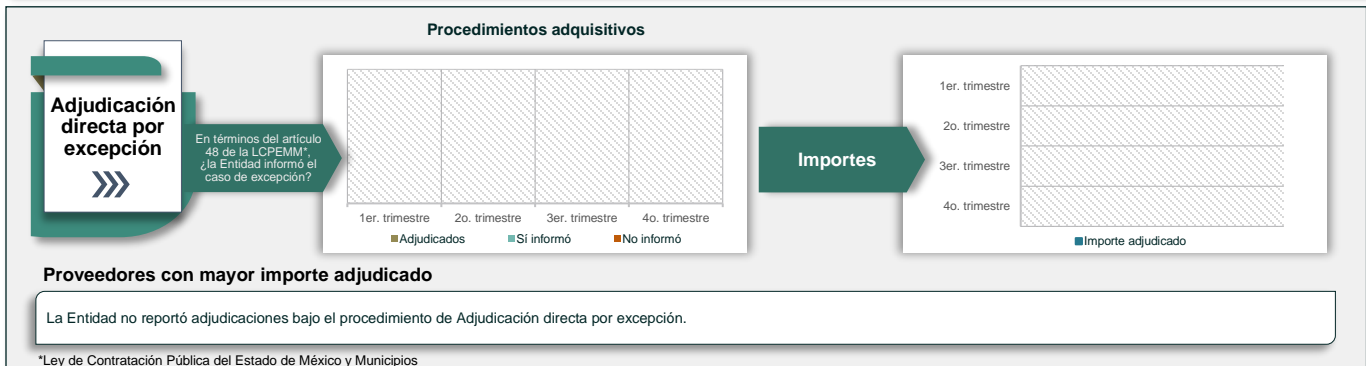 Procedimientos adquisitivos
Adjudicación
directa por
excepción
En términos del artículo
48 de la LCPEMM*,
¿la Entidad informó el
caso de excepción?
1er. trimestre 2o. trimestre 3er. trimestre 4o. trimestre
Adjudicados Sí informó No informó
Importes
1er. trimestre
2o. trimestre
3er. trimestre
4o. trimestre
Importe adjudicado
Proveedores con mayor importe adjudicado
La Entidad no reportó adjudicaciones bajo el procedimiento de Adjudicación directa por excepción.
*Ley de Contratación Pública del Estado de México y Municipios